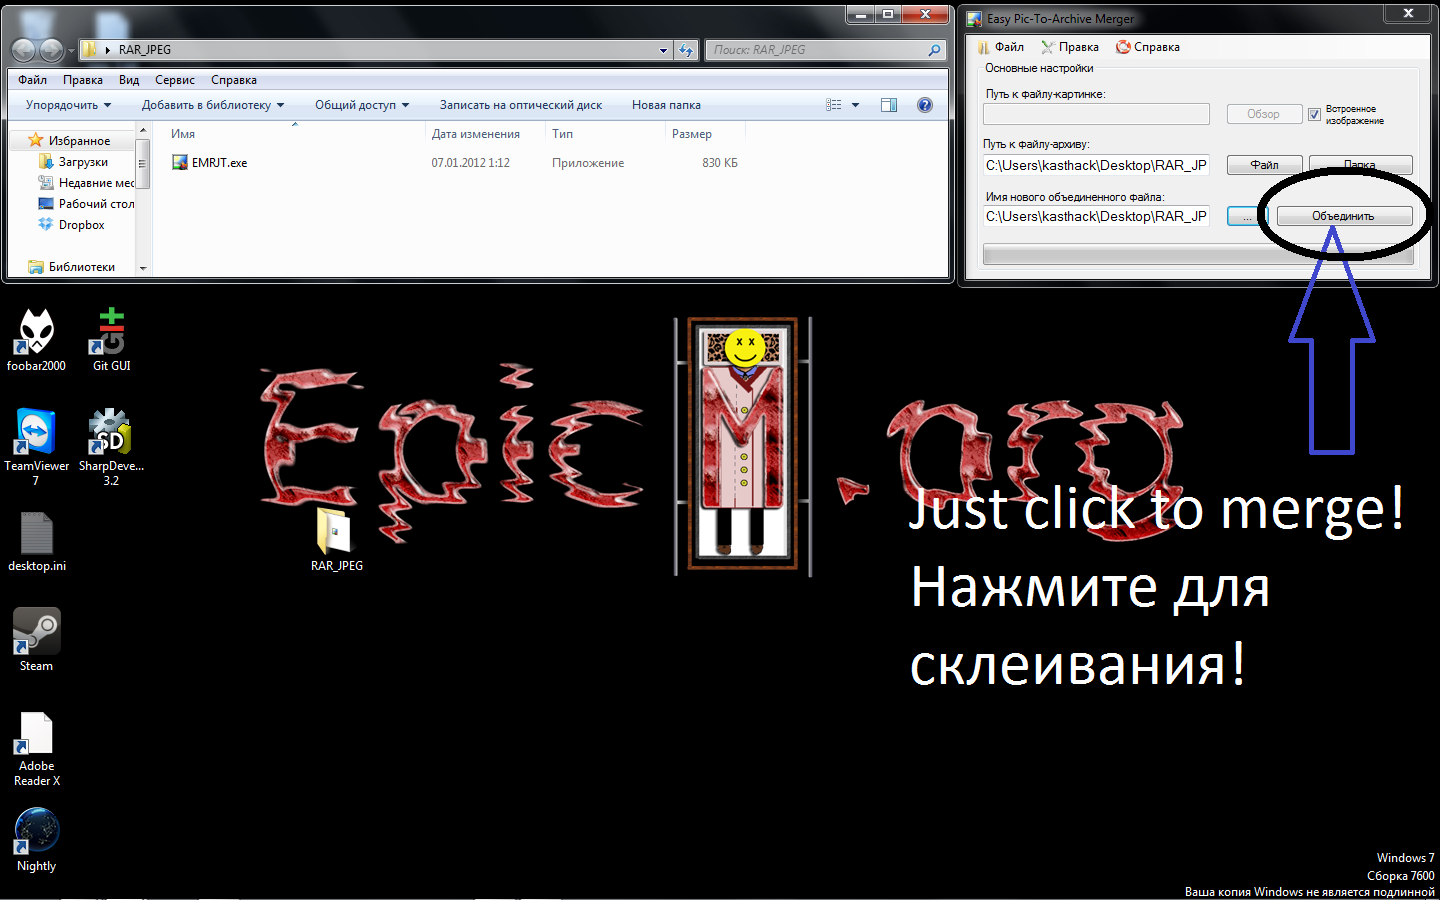 RAR_JPEG
Поиск: RAR_JPEG
Файл Правка Вид Сервис Справка
Упорядочить Добавить в библиотеку Общий доступ Записать на оптический диск Новая папка
Избранное
Загрузки
Недавние мес
Рабочий стол
Dropbox
Библиотеки
Имя Дата изменения Тип Размер
EMRJT.exe 07.01.2012 1:12 Приложение 830 КБ
Easy Pic-To-Archive Merger
Файл Правка Справка
Основные настройки
Путь к файлу-картинке:
Обзор
Встроенное
изображение
Путь к файлу-архиву:
C:\Users\kasthack\Desktop\RAR_JP Файл Папка
Имя нового объединенного файла:
C:\Users\kasthack\Desktop\RAR_JP ... Объединить
foobar2000
Git GUI
TeamViewer
7
SharpDeve...
3.2
desktop.ini
Steam
Adobe
Reader X
Nightly
EpicM.org
RAR_JPEG
Just click to merge!
Нажмите для
склеивания!
Windows 7
Сборка 7600
Ваша копия Windows не является подлинной